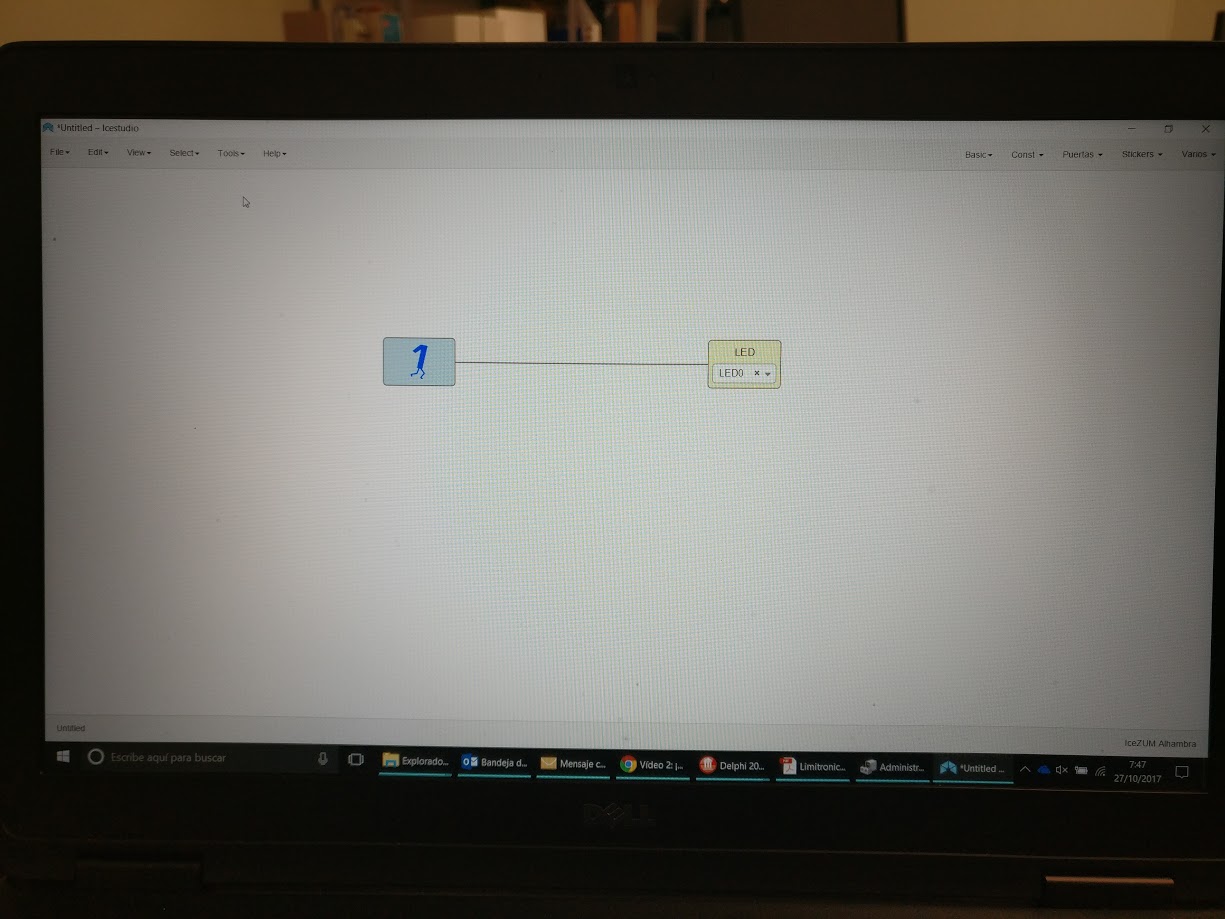 *Untitled – Icestudio
File Edit View Select Tools Help Basic Const Puertas Stickers Varios
1 LED
LED0
Untitled
IceZUM Alhambra
Escribe aquí para buscar Explorado... Bandeja d... Mensaje c... Vídeo 2: ¡... Delphi 20... Limitronic... Administr... *Untitled ... 7:47
27/10/2017
DELL